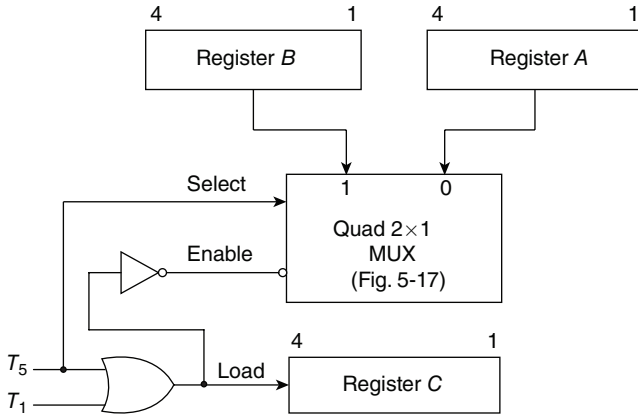 4 1 4 1
Register B Register A
Select
1 0
Quad 2×1
MUX
(Fig. 5-17)
Enable
4 1
T5
Load
Register C
T1